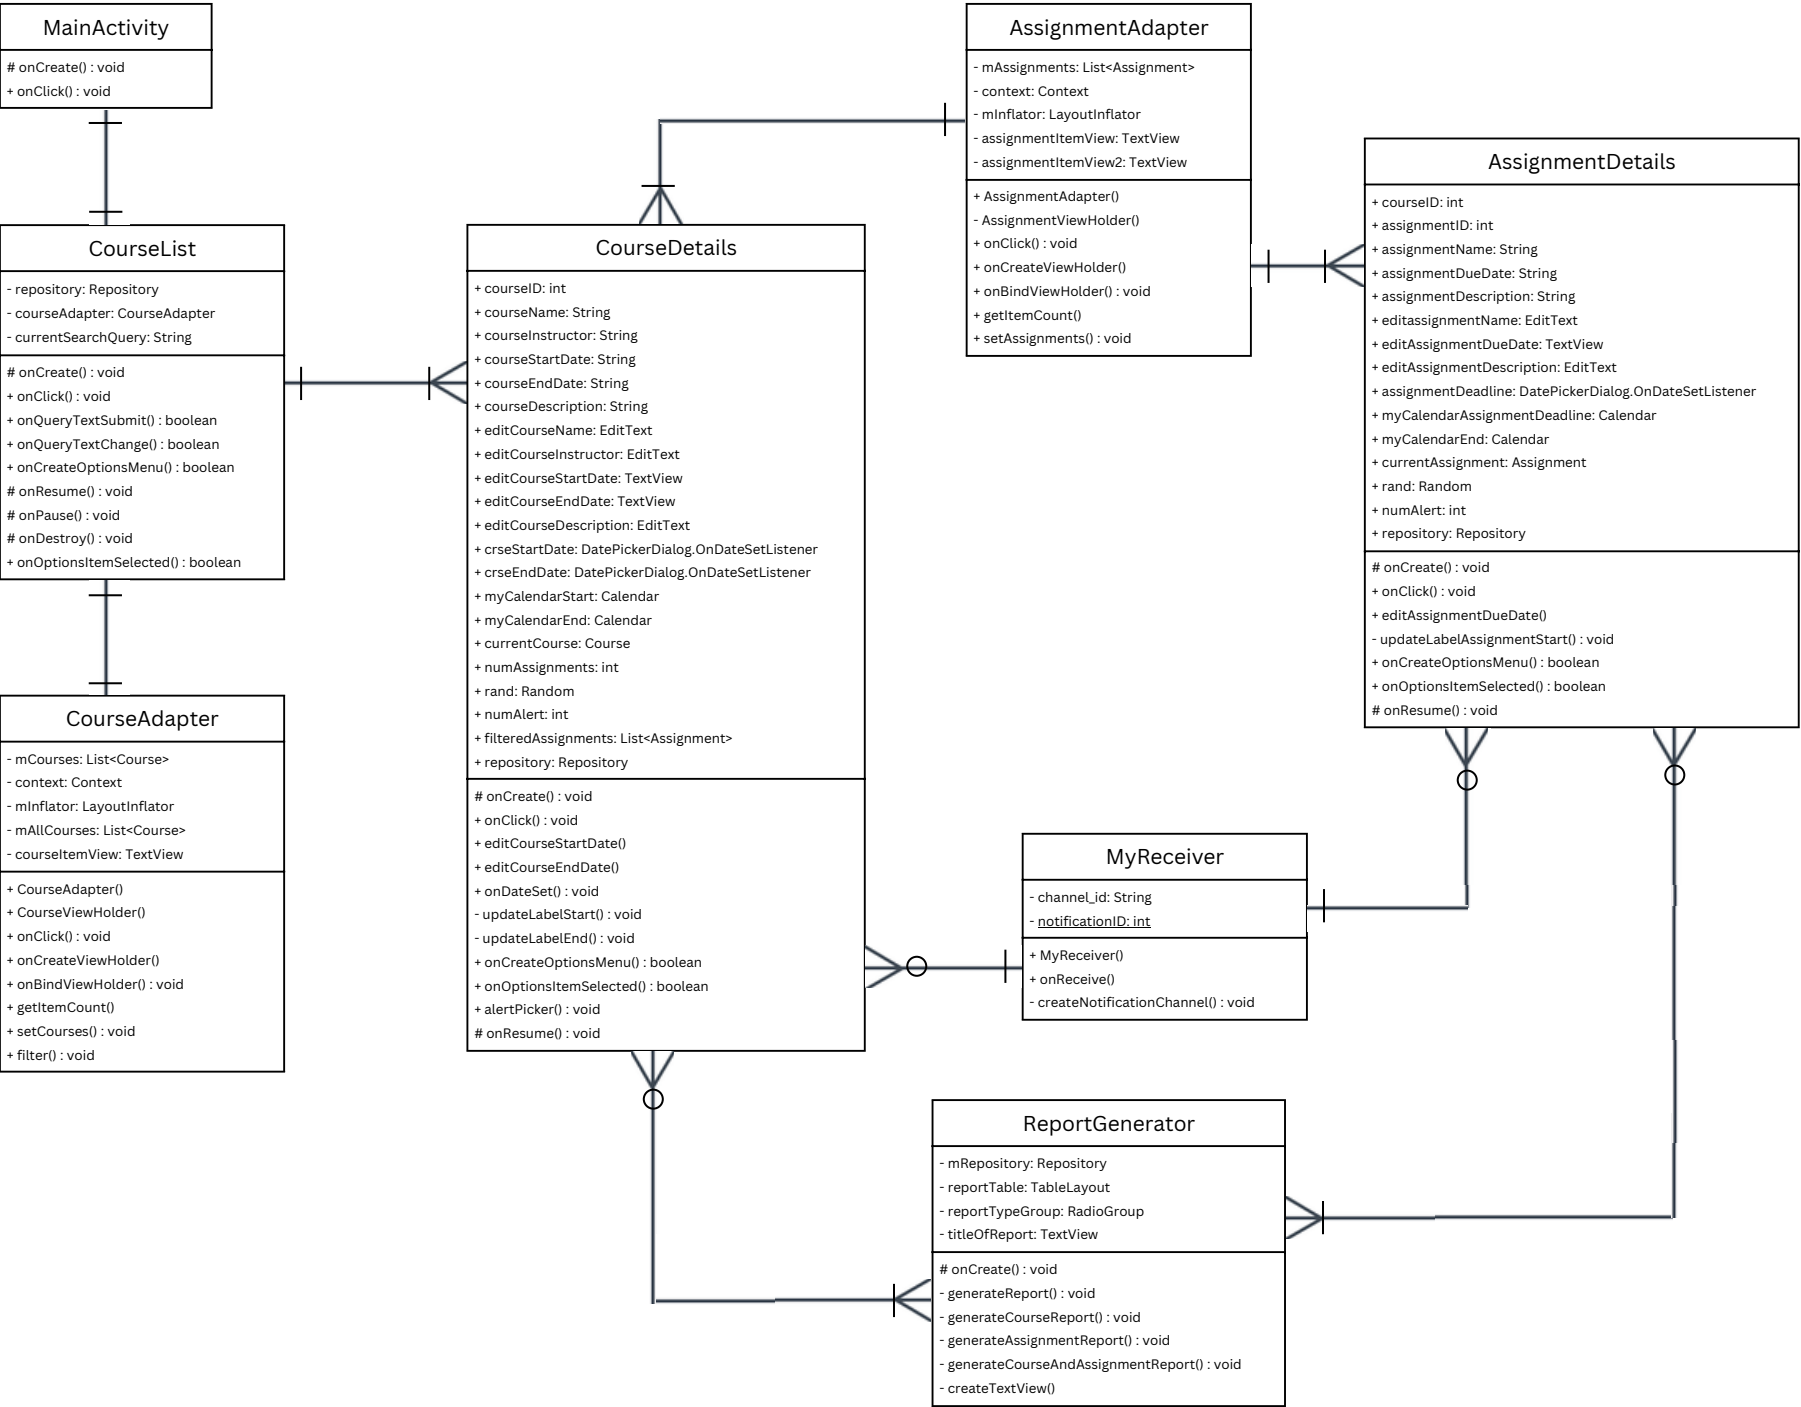 MainActivity
# onCreate() : void
+ onClick() : void
CourseList
- repository: Repository
- courseAdapter: CourseAdapter
- currentSearchQuery: String
# onCreate() : void
+ onClick() : void
+ onQueryTextSubmit() : boolean
+ onQueryTextChange() : boolean
+ onCreateOptionsMenu() : boolean
# onResume() : void
# onPause() : void
# onDestroy() : void
+ onOptionsItemSelected() : boolean
CourseAdapter
- mCourses: List<Course>
- context: Context
- mInflator: LayoutInflator
- mAllCourses: List<Course>
- courseItemView: TextView
+ CourseAdapter()
+ CourseViewHolder()
+ onClick() : void
+ onCreateViewHolder()
+ onBindViewHolder() : void
+ getItemCount()
+ setCourses() : void
+ filter() : void
CourseDetails
+ courseID: int
+ courseName: String
+ courseInstructor: String
+ courseStartDate: String
+ courseEndDate: String
+ courseDescription: String
+ editCourseName: EditText
+ editCourseInstructor: EditText
+ editCourseStartDate: TextView
+ editCourseEndDate: TextView
+ editCourseDescription: EditText
+ crseStartDate: DatePickerDialog.OnDateSetListener
+ crseEndDate: DatePickerDialog.OnDateSetListener
+ myCalendarStart: Calendar
+ myCalendarEnd: Calendar
+ currentCourse: Course
+ numAssignments: int
+ rand: Random
+ numAlert: int
+ filteredAssignments: List<Assignment>
+ repository: Repository
# onCreate() : void
+ onClick() : void
+ editCourseStartDate()
+ editCourseEndDate()
+ onDateSet() : void
- updateLabelStart() : void
- updateLabelEnd() : void
+ onCreateOptionsMenu() : boolean
+ onOptionsItemSelected() : boolean
+ alertPicker() : void
# onResume() : void
AssignmentAdapter
- mAssignments: List<Assignment>
- context: Context
- mInflator: LayoutInflator
- assignmentItemView: TextView
- assignmentItemView2: TextView
+ AssignmentAdapter()
- AssignmentViewHolder()
+ onClick() : void
+ onCreateViewHolder()
+ onBindViewHolder() : void
+ getItemCount()
+ setAssignments() : void
AssignmentDetails
+ courseID: int
+ assignmentID: int
+ assignmentName: String
+ assignmentDueDate: String
+ assignmentDescription: String
+ editassignmentName: EditText
+ editAssignmentDueDate: TextView
+ editAssignmentDescription: EditText
+ assignmentDeadline: DatePickerDialog.OnDateSetListener
+ myCalendarAssignmentDeadline: Calendar
+ myCalendarEnd: Calendar
+ currentAssignment: Assignment
+ rand: Random
+ numAlert: int
+ repository: Repository
# onCreate() : void
+ onClick() : void
+ editAssignmentDueDate()
- updateLabelAssignmentStart() : void
+ onCreateOptionsMenu() : boolean
+ onOptionsItemSelected() : boolean
# onResume() : void
MyReceiver
- channel_id: String
- notificationID: int
+ MyReceiver()
+ onReceive()
- createNotificationChannel() : void
ReportGenerator
- mRepository: Repository
- reportTable: TableLayout
- reportTypeGroup: RadioGroup
- titleOfReport: TextView
# onCreate() : void
- generateReport() : void
- generateCourseReport() : void
- generateAssignmentReport() : void
- generateCourseAndAssignmentReport() : void
- createTextView()